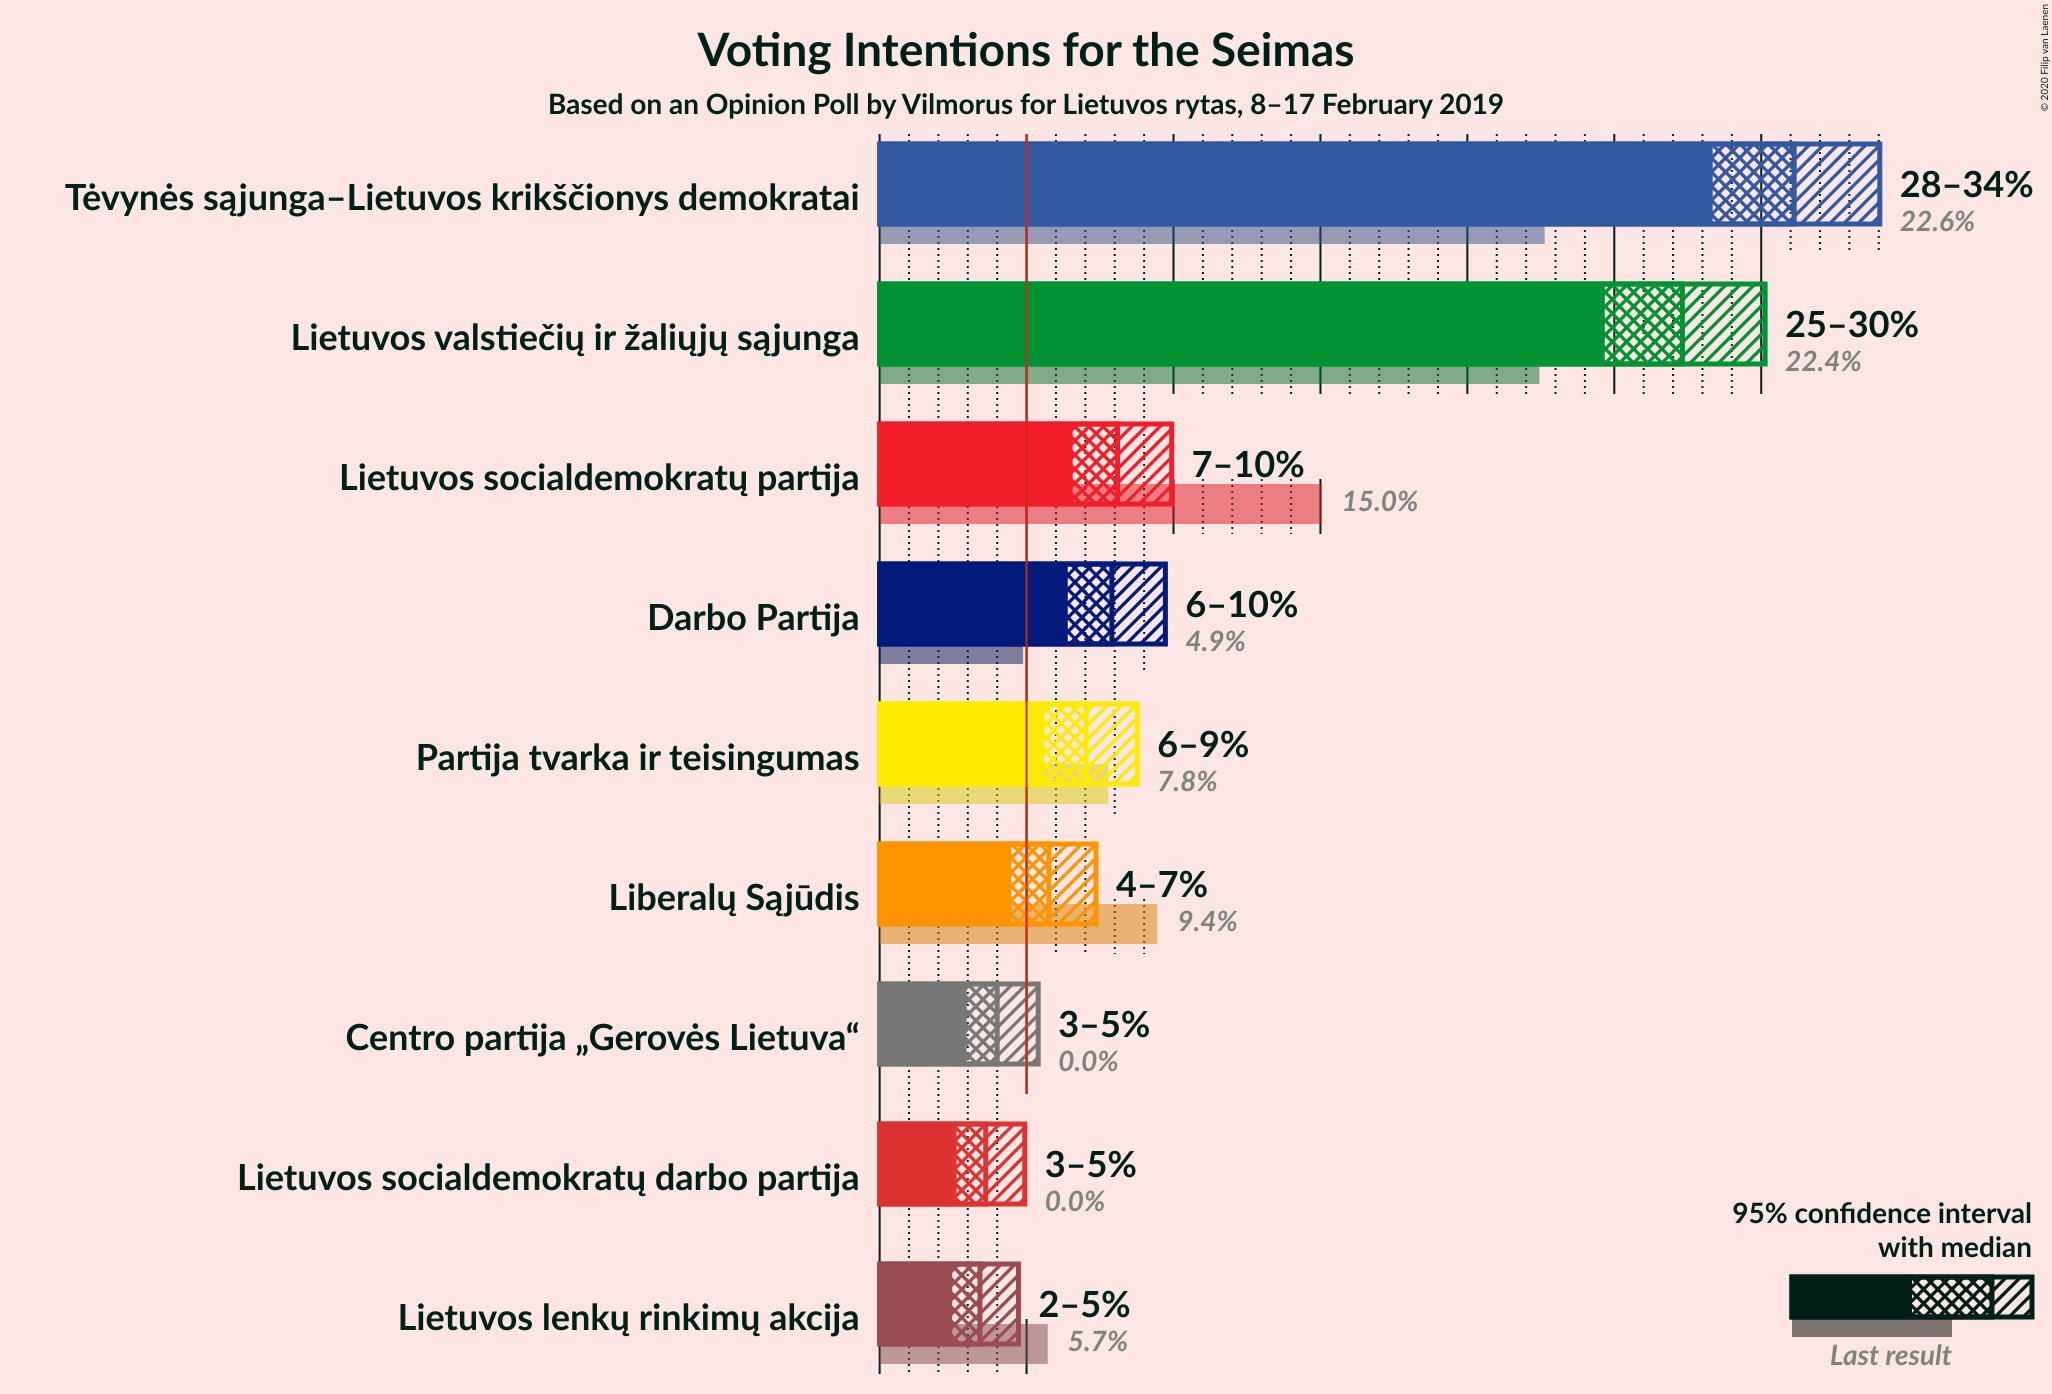 Voting Intentions for the Seimas
Based on an Opinion Poll by Vilmorus for Lietuvos rytas, 8–17 February 2019
© 2020 Filip van Laenen
Tėvynės sąjunga–Lietuvos krikščionys demokratai
28–34%
22.6%
Lietuvos valstiečių ir žaliųjų sąjunga
25–30%
22.4%
Lietuvos socialdemokratų partija
7–10%
15.0%
Darbo Partija
6–10%
4.9%
Partija tvarka ir teisingumas
6–9%
7.8%
Liberalų Sąjūdis
4–7%
9.4%
Centro partija „Gerovės Lietuva“
3–5%
0.0%
Lietuvos socialdemokratų darbo partija
3–5%
0.0%
Lietuvos lenkų rinkimų akcija
2–5%
5.7%
95% confidence interval
with median
Last result